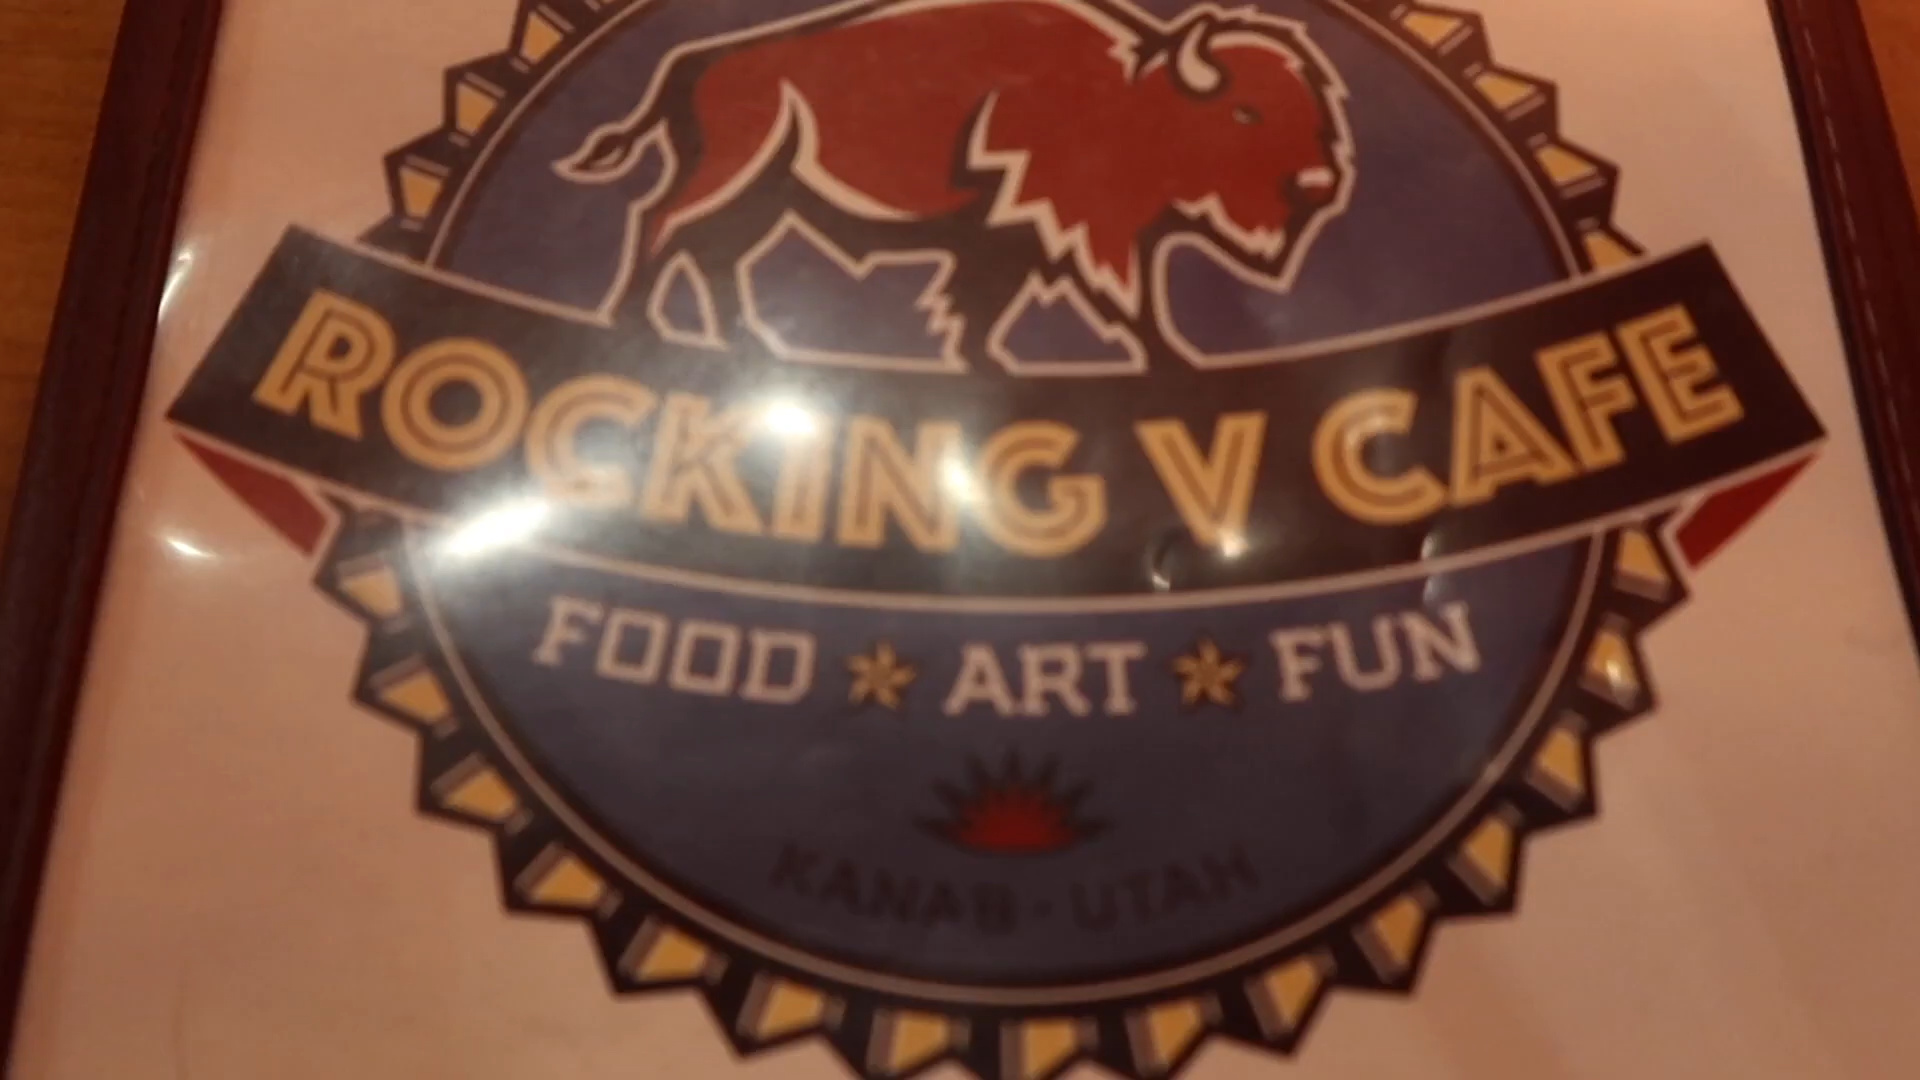 ROCKING V CAFE
FOOD ★ ART ★ FUN
KANAB · UTAH